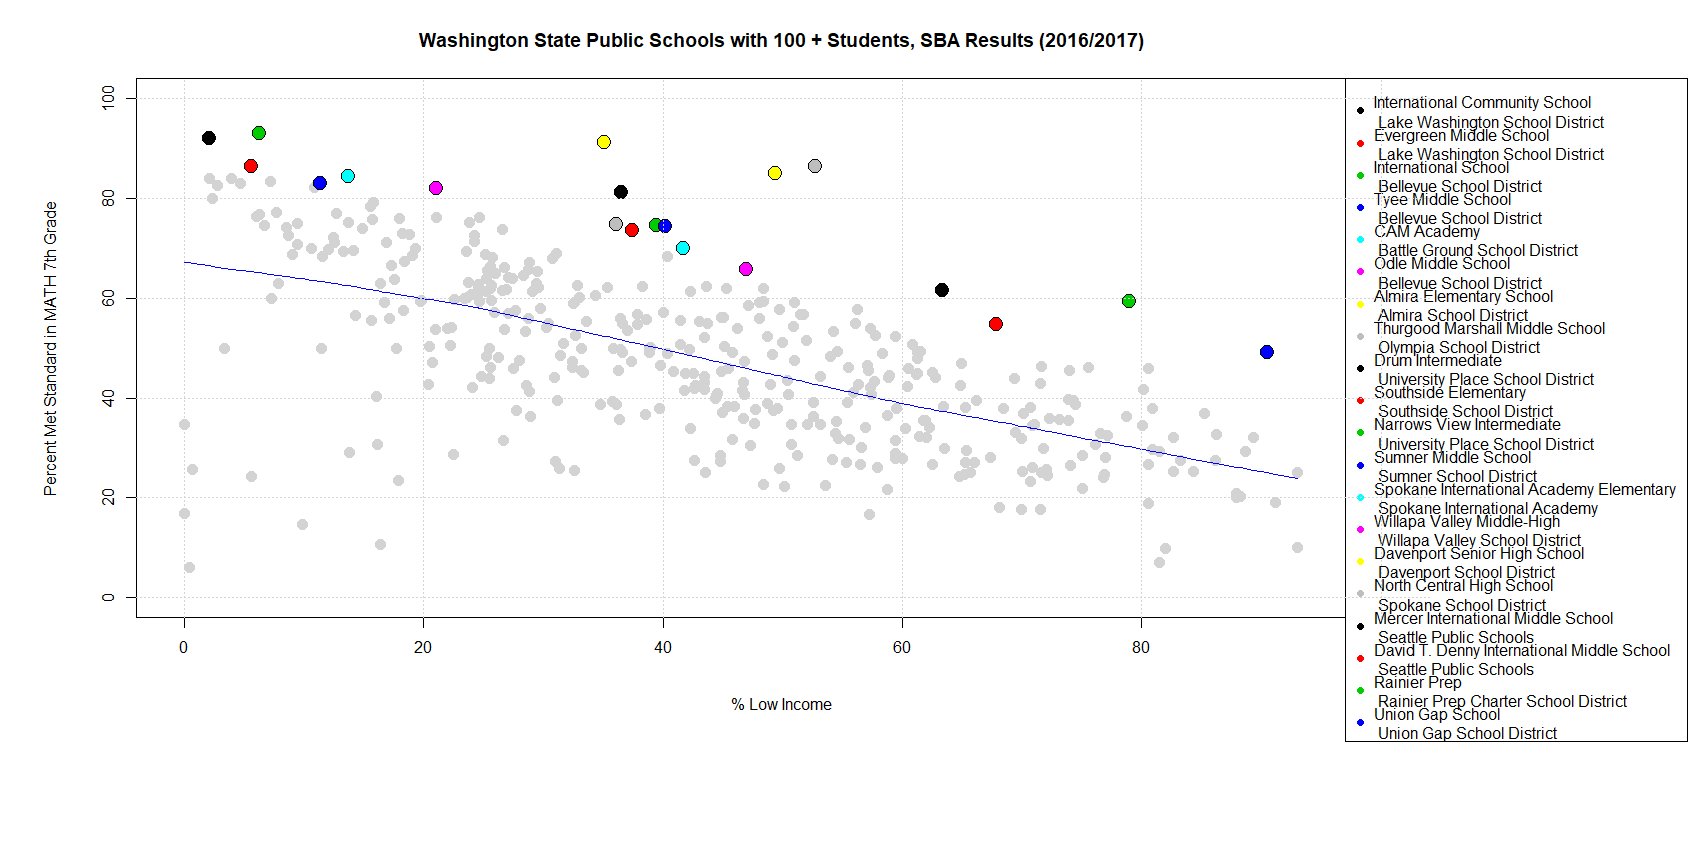 Washington State Public Schools with 100 + Students, SBA Results (2016/2017)
Percent Met Standard in MATH 7th Grade
100
80
60
40
20
0
0
20
40
60
80
% Low Income
International Community School
Lake Washington School District
Evergreen Middle School
Lake Washington School District
International School
Bellevue School District
Tyee Middle School
Bellevue School District
CAM Academy
Battle Ground School District
Odle Middle School
Bellevue School District
Almira Elementary School
Almira School District
Thurgood Marshall Middle School
Olympia School District
Drum Intermediate
University Place School District
Southside Elementary
Southside School District
Narrows View Intermediate
University Place School District
Sumner Middle School
Sumner School District
Spokane International Academy Elementary
Spokane International Academy
Willapa Valley Middle-High
Willapa Valley School District
Davenport Senior High School
Davenport School District
North Central High School
Spokane School District
Mercer International Middle School
Seattle Public Schools
David T. Denny International Middle School
Seattle Public Schools
Rainier Prep
Rainier Prep Charter School District
Union Gap School
Union Gap School District